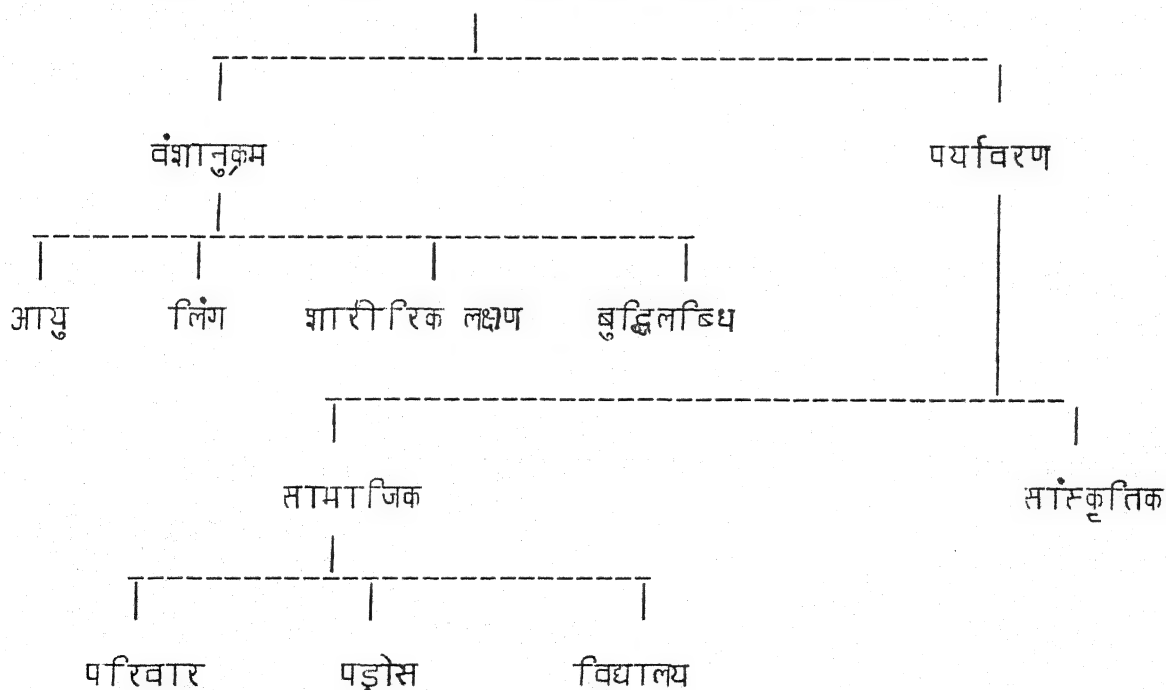 वंशानुक्रम पर्यावरण
आयु लिंग शारीरिक लक्षण बुद्धिलब्धि
सामाजिक सांस्कृतिक
परिवार पड़ोस विद्यालय